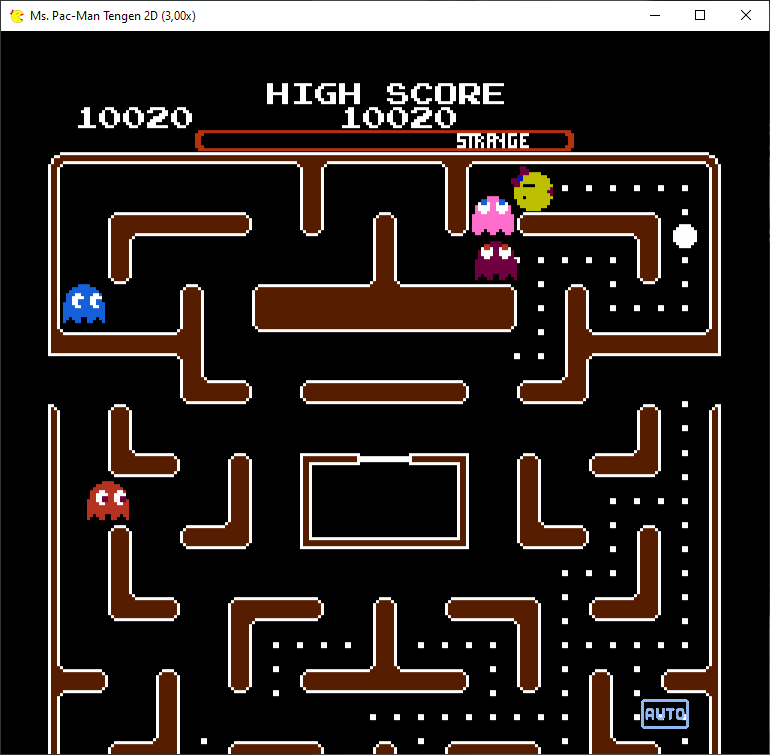 Ms. Pac-Man Tengen 2D (3,00x)
HIGH SCORE
10020 10020
STRANGE
AUTO